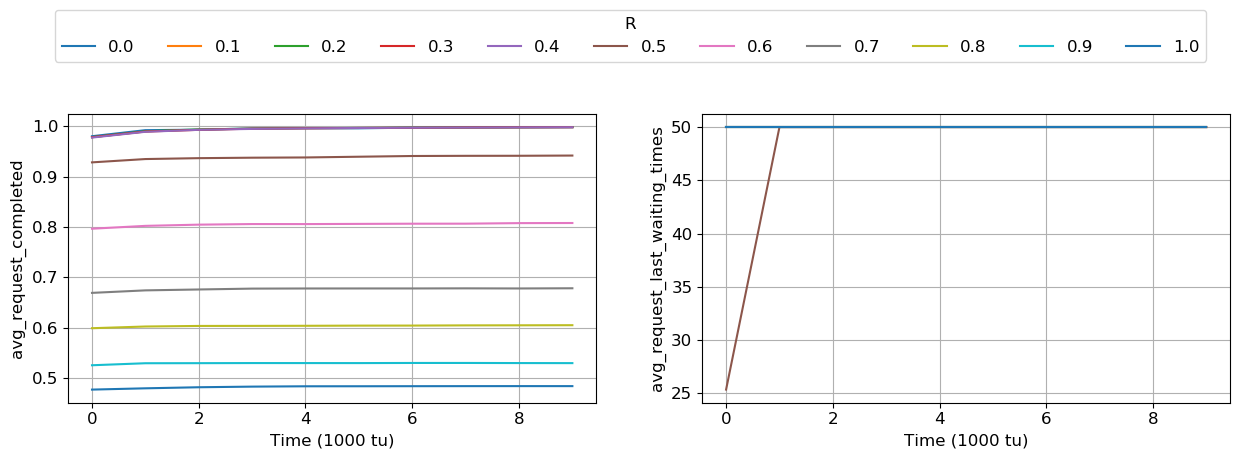 R
0.0 0.1 0.2 0.3 0.4 0.5 0.6 0.7 0.8 0.9 1.0
avg_request_completed
1.0
0.9
0.8
0.7
0.6
0.5
0 2 4 6 8
Time (1000 tu)
avg_request_last_waiting_times
50
45
40
35
30
25
0 2 4 6 8
Time (1000 tu)